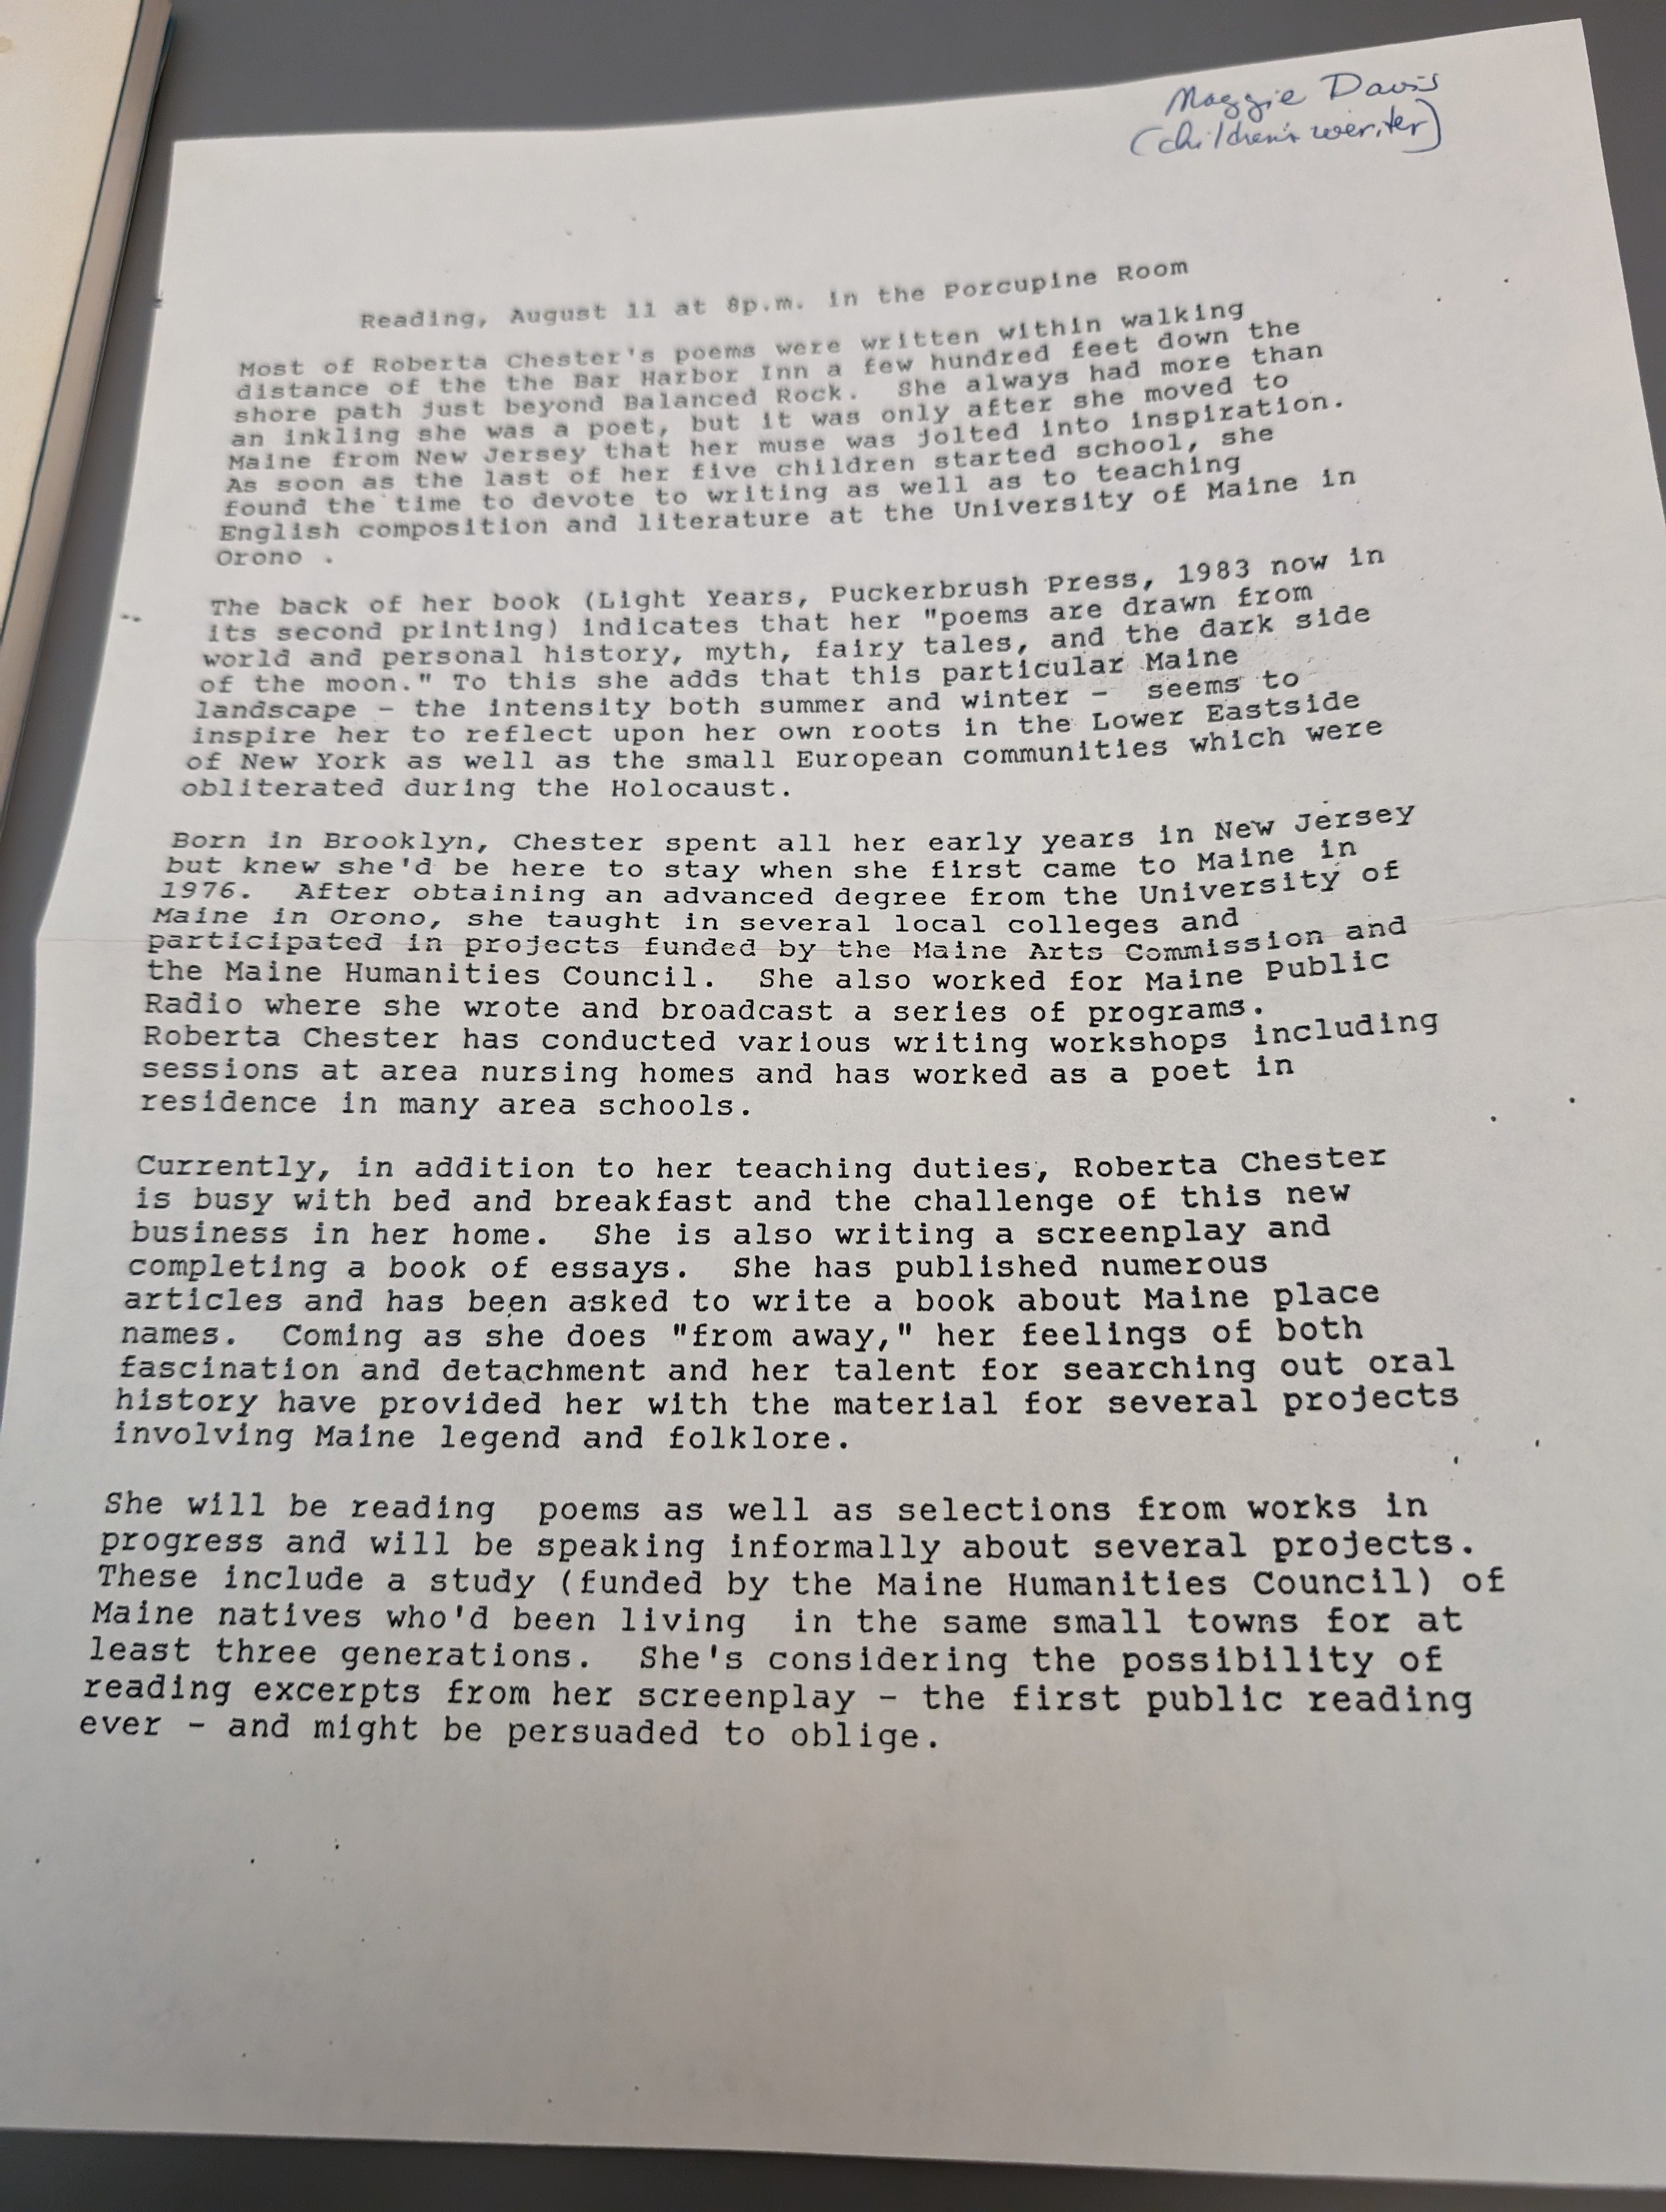 Maggie Davis
(children's writer)
Reading, August 11 at 8p.m. in the Porcupine Room
Most of Roberta Chester's poems were written within walking
distance of the the Bar Harbor Inn a few hundred feet down the
shore path just beyond Balanced Rock.  She always had more than
an inkling she was a poet, but it was only after she moved to
Maine from New Jersey that her muse was jolted into inspiration.
As soon as the last of her five children started school, she
found the time to devote to writing as well as to teaching
English composition and literature at the University of Maine in
Orono .
The back of her book (Light Years, Puckerbrush Press, 1983 now in
its second printing) indicates that her "poems are drawn from
world and personal history, myth, fairy tales, and the dark side
of the moon." To this she adds that this particular Maine
landscape - the intensity both summer and winter -  seems to
inspire her to reflect upon her own roots in the Lower Eastside
of New York as well as the small European communities which were
obliterated during the Holocaust.
Born in Brooklyn, Chester spent all her early years in New Jersey
but knew she'd be here to stay when she first came to Maine in
1976.  After obtaining an advanced degree from the University of
Maine in Orono, she taught in several local colleges and
participated in projects funded by the Maine Arts Commission and
the Maine Humanities Council.  She also worked for Maine Public
Radio where she wrote and broadcast a series of programs.
Roberta Chester has conducted various writing workshops including
sessions at area nursing homes and has worked as a poet in
residence in many area schools.
Currently, in addition to her teaching duties, Roberta Chester
is busy with bed and breakfast and the challenge of this new
business in her home.  She is also writing a screenplay and
completing a book of essays.  She has published numerous
articles and has been asked to write a book about Maine place
names.  Coming as she does "from away," her feelings of both
fascination and detachment and her talent for searching out oral
history have provided her with the material for several projects
involving Maine legend and folklore.
She will be reading  poems as well as selections from works in
progress and will be speaking informally about several projects.
These include a study (funded by the Maine Humanities Council) of
Maine natives who'd been living  in the same small towns for at
least three generations.  She's considering the possibility of
reading excerpts from her screenplay - the first public reading
ever - and might be persuaded to oblige.